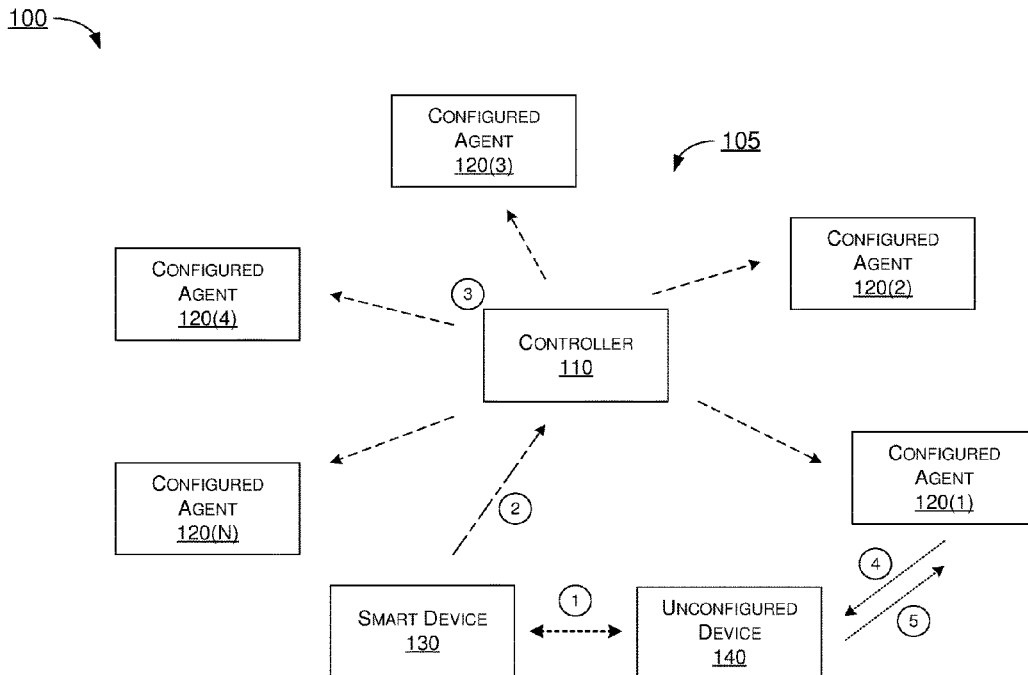 100
CONFIGURED
AGENT
120(3)
105
CONFIGURED
AGENT
120(2)
CONFIGURED
AGENT
120(4)
3
CONTROLLER
110
CONFIGURED
AGENT
120(1)
CONFIGURED
AGENT
120(N)
2
4
5
1
SMART DEVICE
130
UNCONFIGURED
DEVICE
140